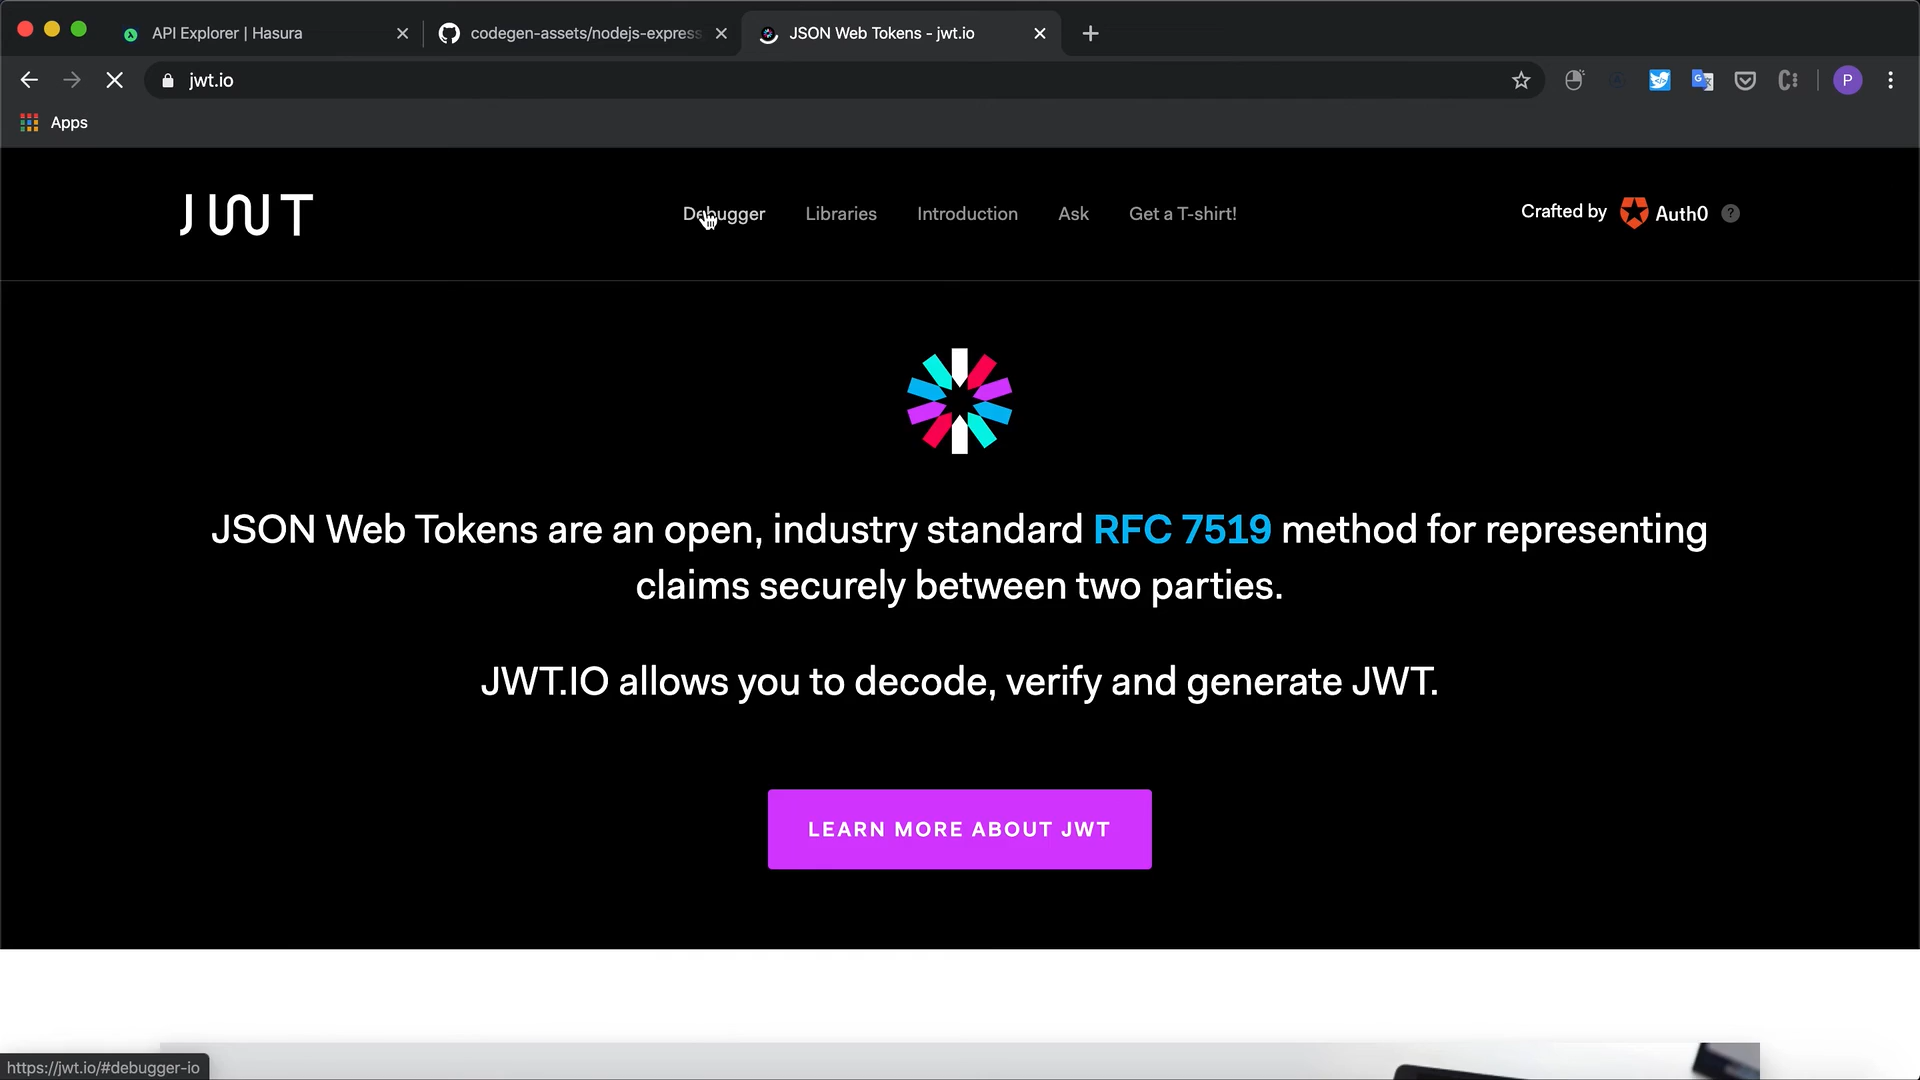 API Explorer | Hasura
codegen-assets/nodejs-express
JSON Web Tokens - jwt.io
jwt.io
P
Apps
JWT
Debugger
Libraries
Introduction
Ask
Get a T-shirt!
Crafted by
Auth0
?
JSON Web Tokens are an open, industry standard RFC 7519 method for representing
claims securely between two parties.
JWT.IO allows you to decode, verify and generate JWT.
LEARN MORE ABOUT JWT
https://jwt.io/#debugger-io